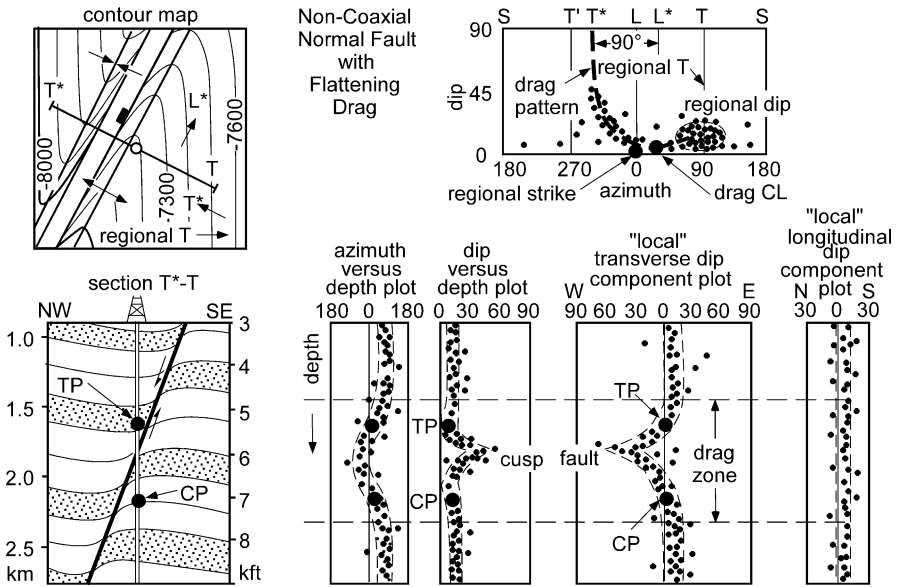 contour map
T*
L*
T
T*
-8000
-7300
-7600
regional T
Non-Coaxial
Normal Fault
with
Flattening
Drag
S T' T* L L* T S
90
45
0
dip
90°
regional T
drag
pattern
regional dip
180 270 0 90 180
regional strike
azimuth
drag CL
section T*-T
NW
SE
1.0
1.5
2.0
2.5
km
3
4
5
6
7
8
kft
TP
CP
azimuth
versus
depth plot
180 0 180
depth
dip
versus
depth plot
0 30 60 90
TP
cusp
CP
"local"
transverse dip
component plot
W E
90 60 30 0 30 60 90
TP
fault
drag
zone
CP
"local"
longitudinal
dip
component
plot
N S
30 0 30